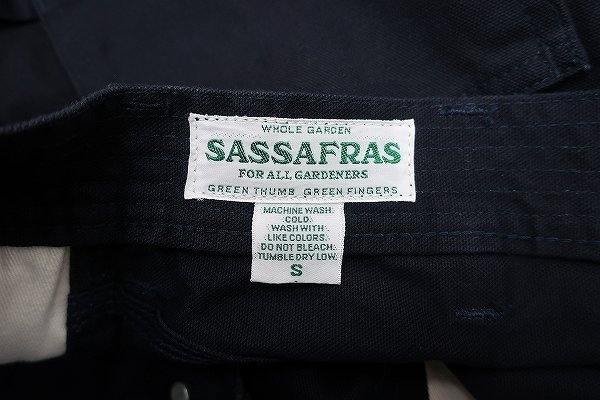 WHOLE GARDEN
SASSAFRAS
FOR ALL GARDENERS
GREEN THUMB GREEN FINGERS
MACHINE WASH
COLD.
WASH WITH
LIKE COLORS.
DO NOT BLEACH.
TUMBLE DRY LOW.
S